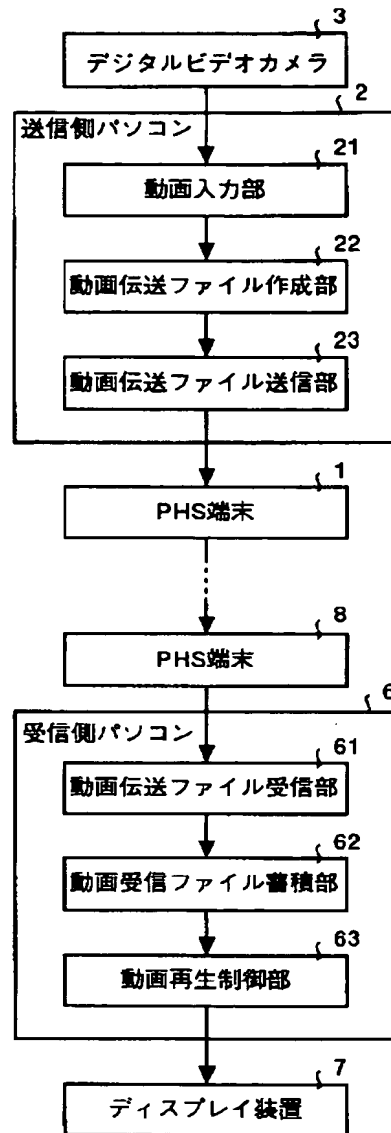 3
デジタルビデオカメラ
2
送信側パソコン
21
動画入力部
22
動画伝送ファイル作成部
23
動画伝送ファイル送信部
1
PHS端末
8
PHS端末
6
受信側パソコン
61
動画伝送ファイル受信部
62
動画受信ファイル蓄積部
63
動画再生制御部
7
ディスプレイ装置